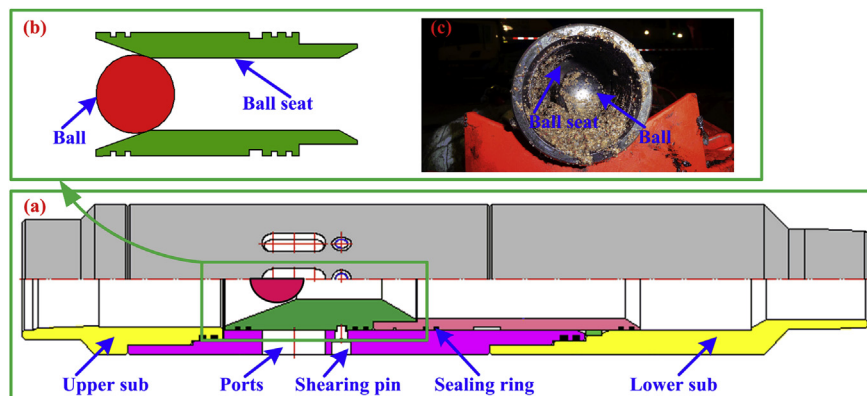 (b)
Ball seat
Ball
(c)
Ball seat
Ball
(a)
Upper sub
Ports
Shearing pin
Sealing ring
Lower sub